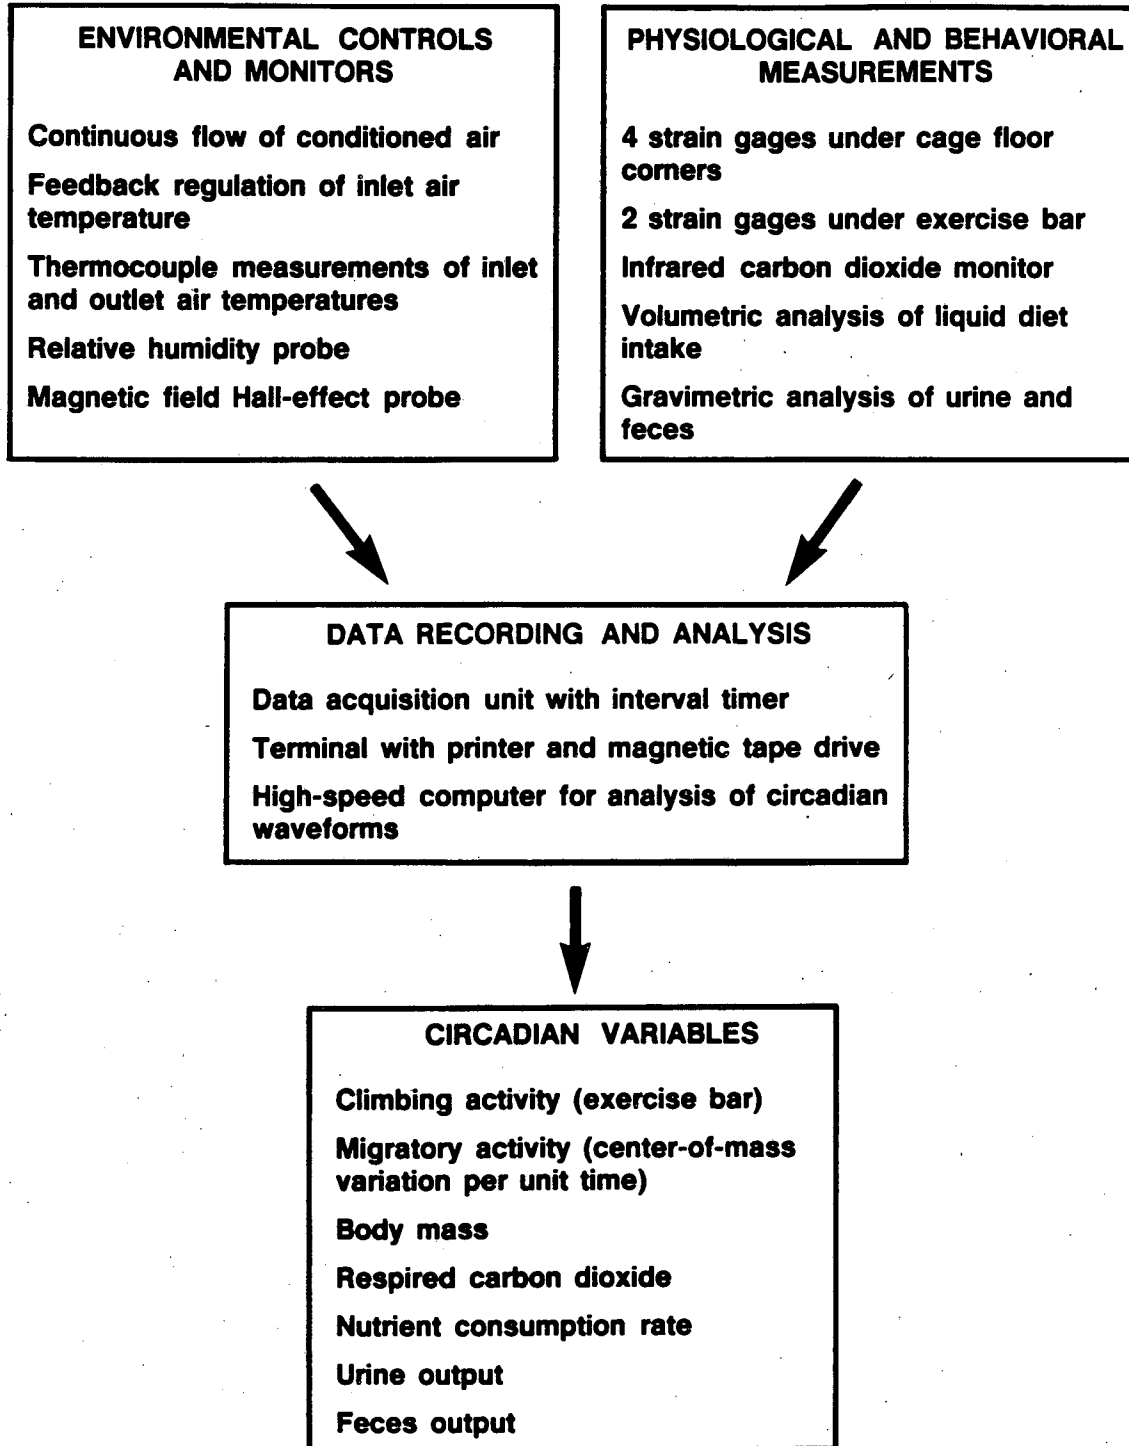 ENVIRONMENTAL CONTROLS
AND MONITORS
Continuous flow of conditioned air
Feedback regulation of inlet air
temperature
Thermocouple measurements of inlet
and outlet air temperatures
Relative humidity probe
Magnetic field Hall-effect probe
PHYSIOLOGICAL AND BEHAVIORAL
MEASUREMENTS
4 strain gages under cage floor
corners
2 strain gages under exercise bar
Infrared carbon dioxide monitor
Volumetric analysis of liquid diet
intake
Gravimetric analysis of urine and
feces
DATA RECORDING AND ANALYSIS
Data acquisition unit with interval timer
Terminal with printer and magnetic tape drive
High-speed computer for analysis of circadian
waveforms
CIRCADIAN VARIABLES
Climbing activity (exercise bar)
Migratory activity (center-of-mass
variation per unit time)
Body mass
Respired carbon dioxide
Nutrient consumption rate
Urine output
Feces output